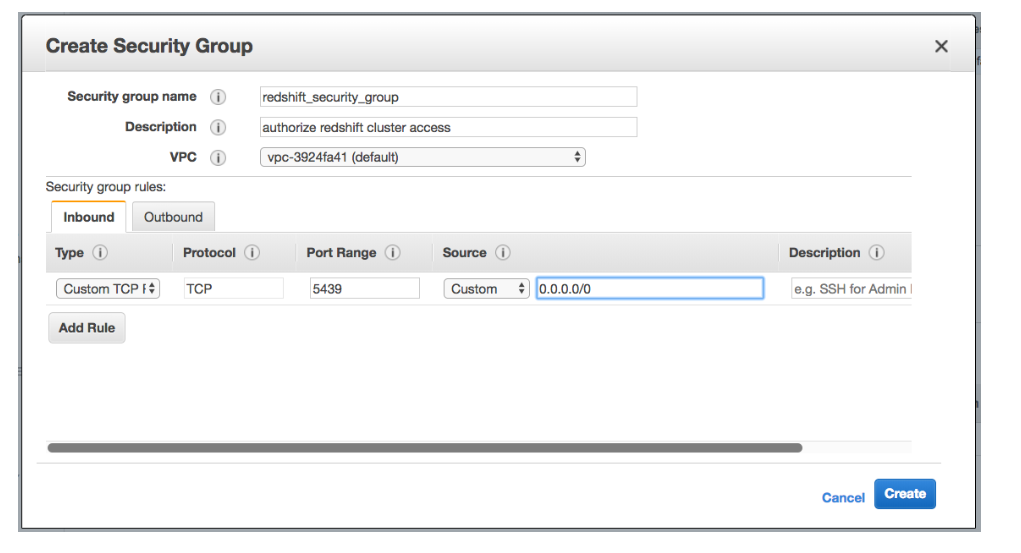 Create Security Group ×
Security group name i redshift_security_group
Description i authorize redshift cluster access
VPC i vpc-3924fa41 (default)
Security group rules:
Inbound Outbound
Type i Protocol i Port Range i Source i Description i
Custom TCP TCP 5439 Custom 0.0.0.0/0 e.g. SSH for Admin
Add Rule
Cancel Create